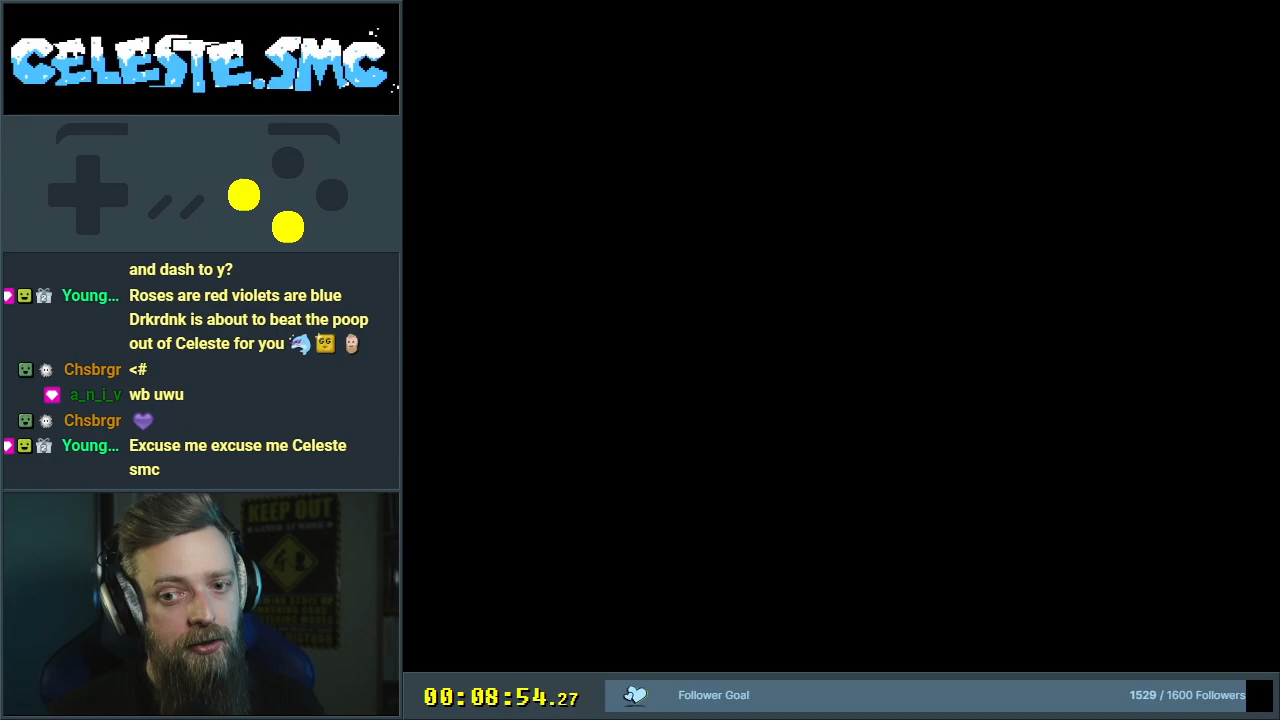 CELESTE.SMC
and dash to y?
Young... Roses are red violets are blue
Drkrdnk is about to beat the poop
out of Celeste for you
Chsbrgr <#
a_n_i_v wb uwu
Chsbrgr
Young... Excuse me excuse me Celeste
smc
KEEP OUT
00:08:54.27
Follower Goal
1529 / 1600 Followers